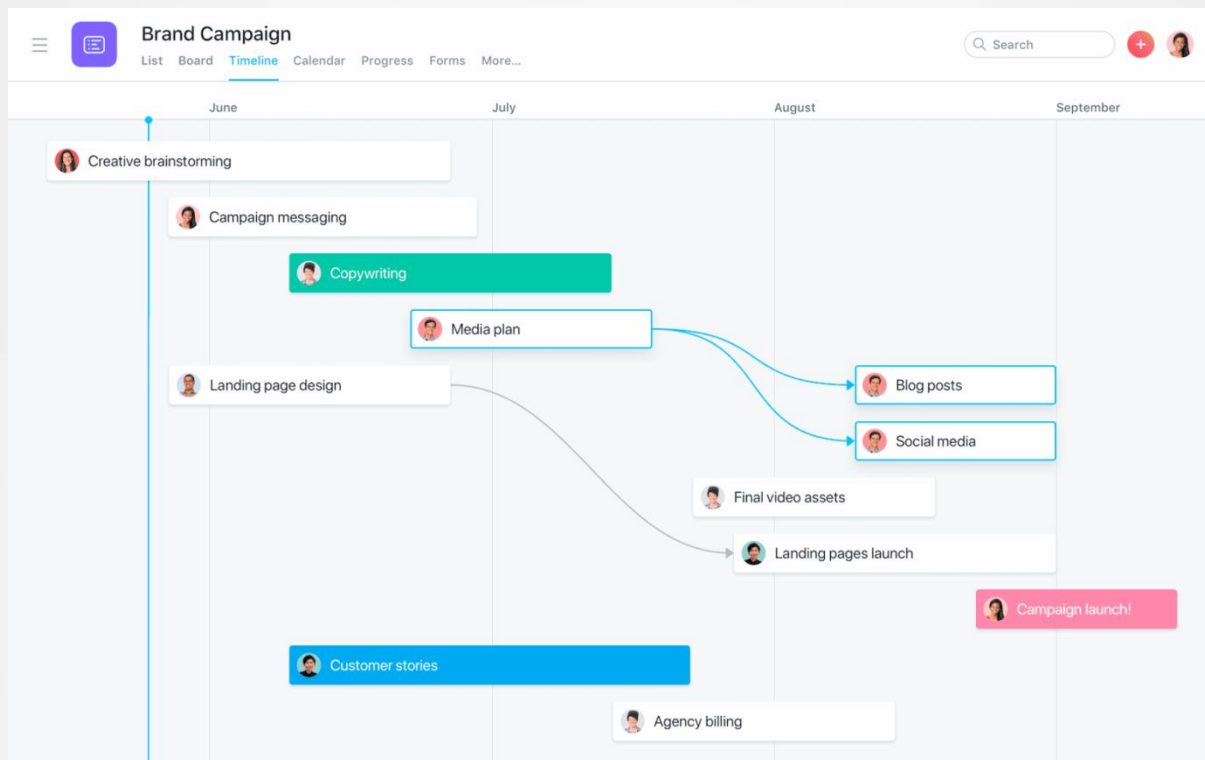 Brand Campaign
Search
List Board Timeline Calendar Progress Forms More...
June July August September
Creative brainstorming
Campaign messaging
Copywriting
Media plan
Landing page design
Blog posts
Social media
Final video assets
Landing pages launch
Campaign launch!
Customer stories
Agency billing